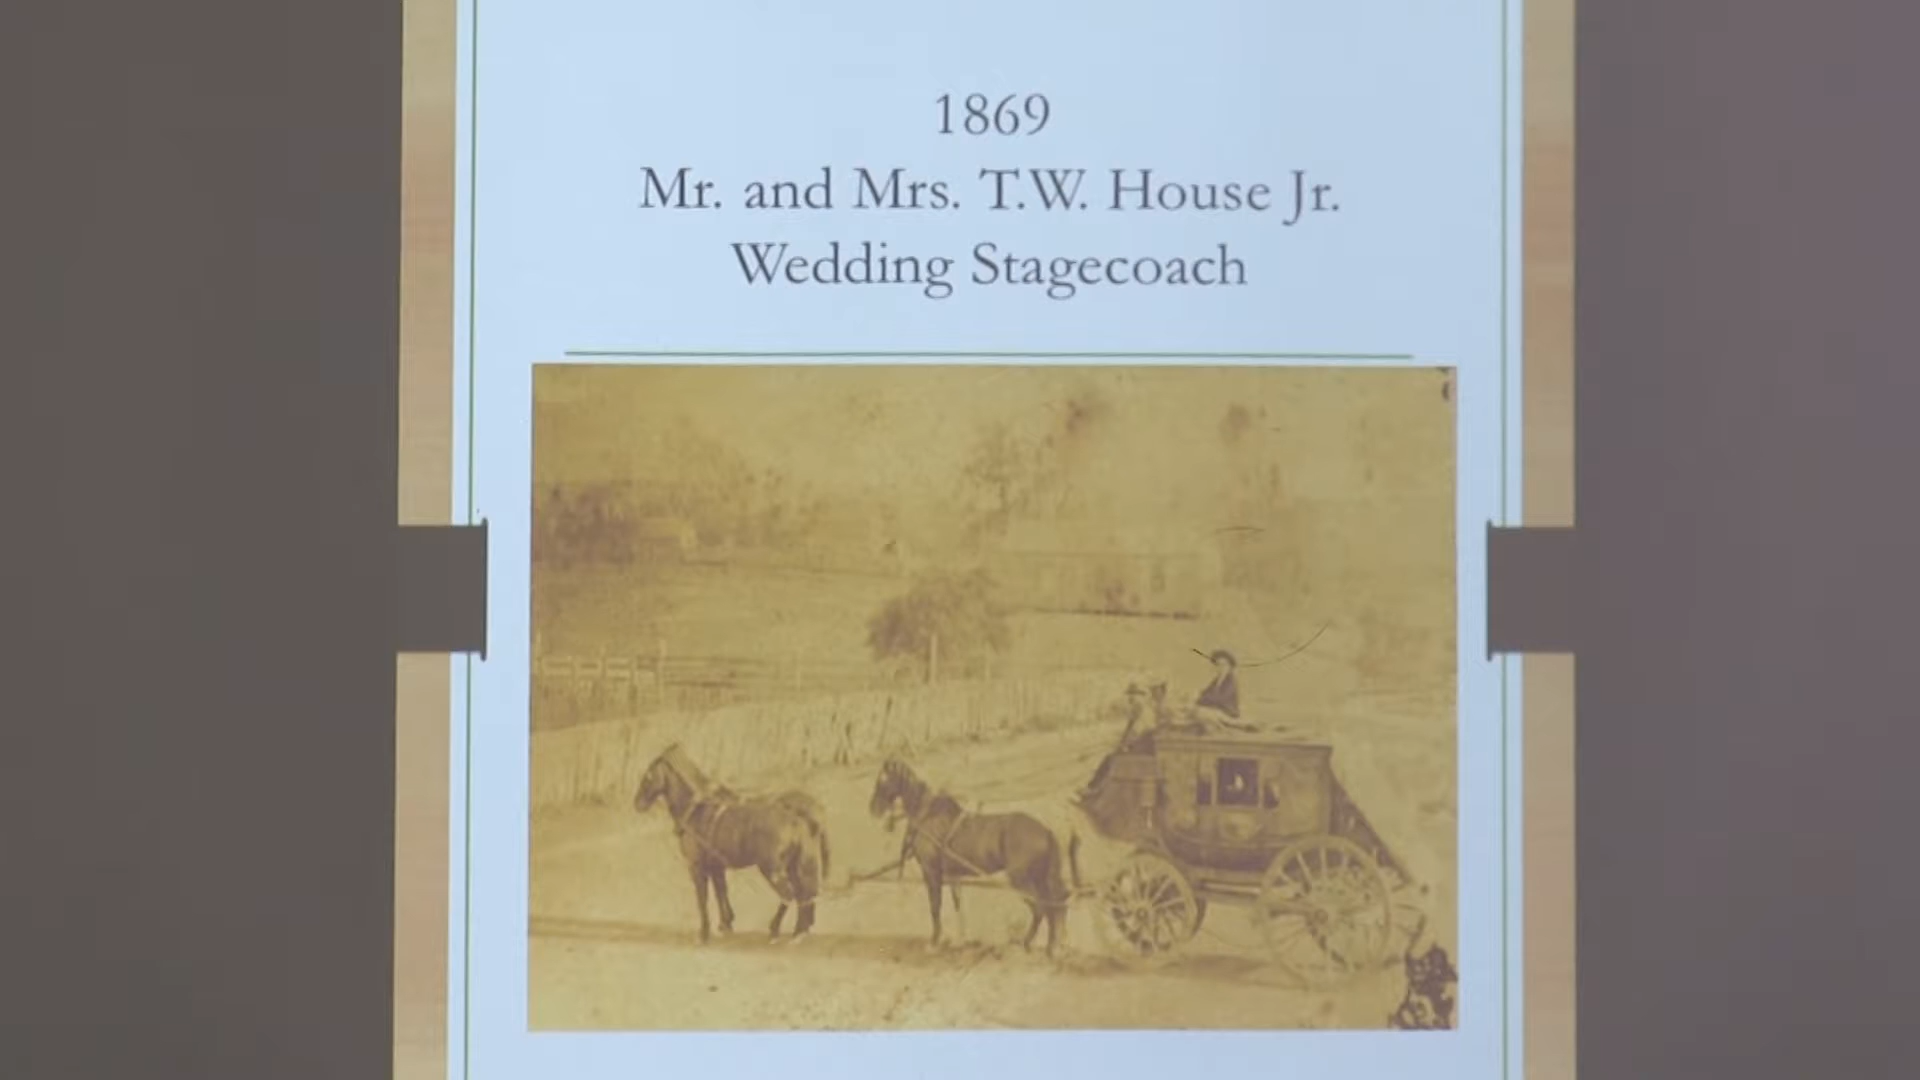 1869
Mr. and Mrs. T.W. House Jr.
Wedding Stagecoach